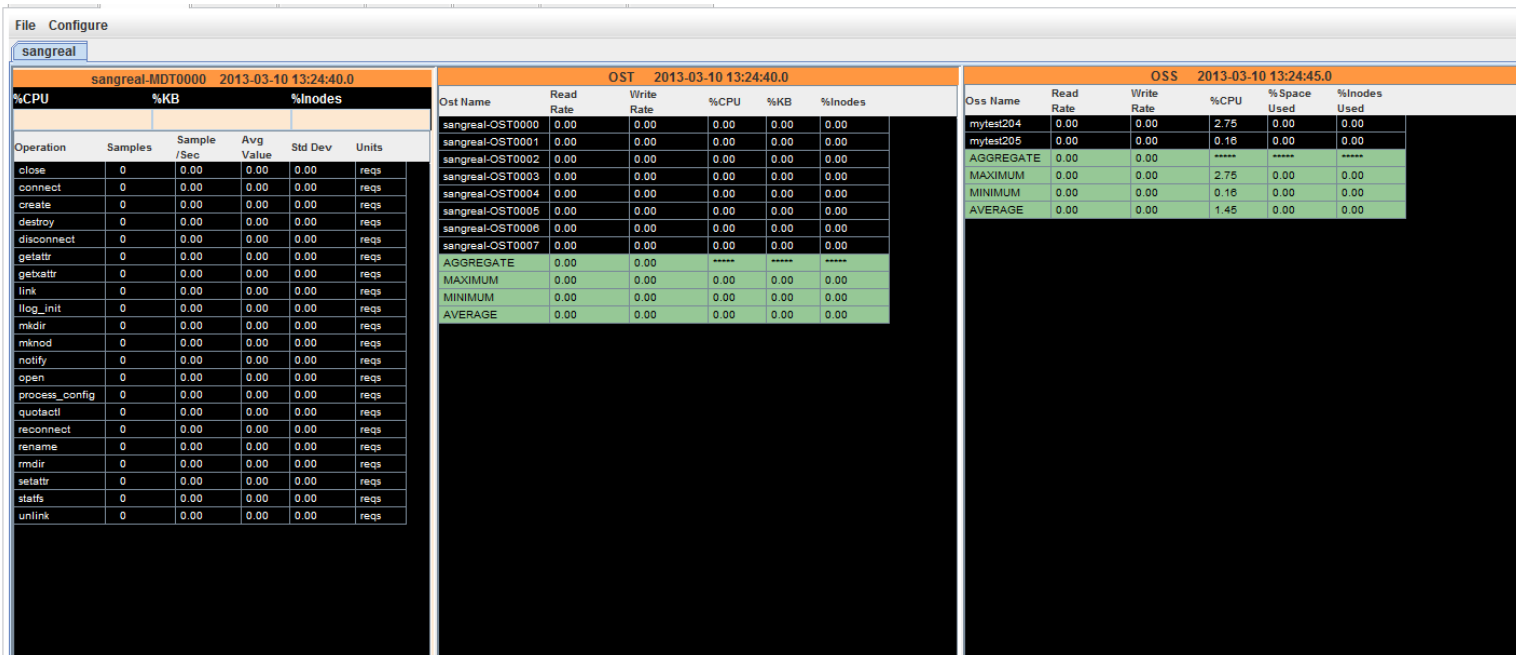 File Configure
sangreal
sangreal-MDT0000 2013-03-10 13:24:40.0
%CPU %KB %Inodes
Operation Samples Sample /Sec Avg Value Std Dev Units
close 0 0.00 0.00 0.00 reqs
connect 0 0.00 0.00 0.00 reqs
create 0 0.00 0.00 0.00 reqs
destroy 0 0.00 0.00 0.00 reqs
disconnect 0 0.00 0.00 0.00 reqs
getattr 0 0.00 0.00 0.00 reqs
getxattr 0 0.00 0.00 0.00 reqs
link 0 0.00 0.00 0.00 reqs
llog_init 0 0.00 0.00 0.00 reqs
mkdir 0 0.00 0.00 0.00 reqs
mknod 0 0.00 0.00 0.00 reqs
notify 0 0.00 0.00 0.00 reqs
open 0 0.00 0.00 0.00 reqs
process_config 0 0.00 0.00 0.00 reqs
quotactl 0 0.00 0.00 0.00 reqs
reconnect 0 0.00 0.00 0.00 reqs
rename 0 0.00 0.00 0.00 reqs
rmdir 0 0.00 0.00 0.00 reqs
setattr 0 0.00 0.00 0.00 reqs
statfs 0 0.00 0.00 0.00 reqs
unlink 0 0.00 0.00 0.00 reqs
OST 2013-03-10 13:24:40.0
Ost Name Read Rate Write Rate %CPU %KB %Inodes
sangreal-OST0000 0.00 0.00 0.00 0.00 0.00
sangreal-OST0001 0.00 0.00 0.00 0.00 0.00
sangreal-OST0002 0.00 0.00 0.00 0.00 0.00
sangreal-OST0003 0.00 0.00 0.00 0.00 0.00
sangreal-OST0004 0.00 0.00 0.00 0.00 0.00
sangreal-OST0005 0.00 0.00 0.00 0.00 0.00
sangreal-OST0006 0.00 0.00 0.00 0.00 0.00
sangreal-OST0007 0.00 0.00 0.00 0.00 0.00
AGGREGATE 0.00 0.00 ***** ***** *****
MAXIMUM 0.00 0.00 0.00 0.00 0.00
MINIMUM 0.00 0.00 0.00 0.00 0.00
AVERAGE 0.00 0.00 0.00 0.00 0.00
OSS 2013-03-10 13:24:45.0
Oss Name Read Rate Write Rate %CPU %Space Used %Inodes Used
mytest204 0.00 0.00 2.75 0.00 0.00
mytest205 0.00 0.00 0.16 0.00 0.00
AGGREGATE 0.00 0.00 ***** ***** *****
MAXIMUM 0.00 0.00 2.75 0.00 0.00
MINIMUM 0.00 0.00 0.16 0.00 0.00
AVERAGE 0.00 0.00 1.45 0.00 0.00